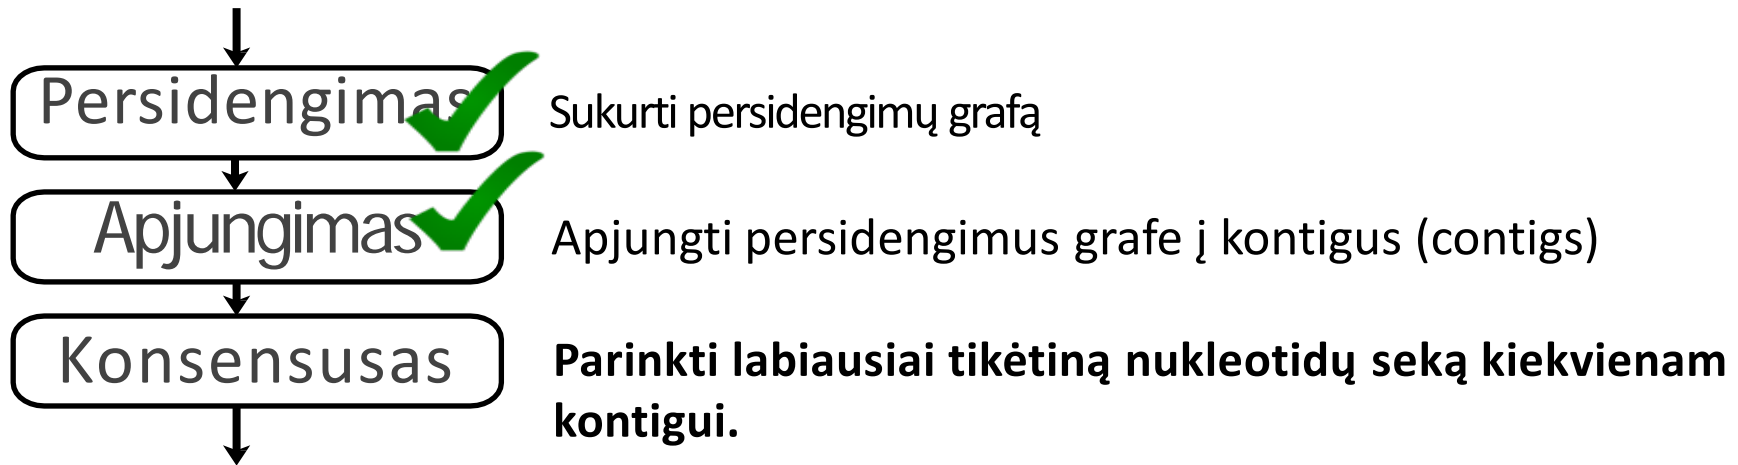 Persidengimas
Sukurti persidengimų grafą
Apjungimas
Apjungti persidengimus grafe į kontigus (contigs)
Konsensusas
Parinkti labiausiai tikėtiną nukleotidų seką kiekvienam
kontigui.